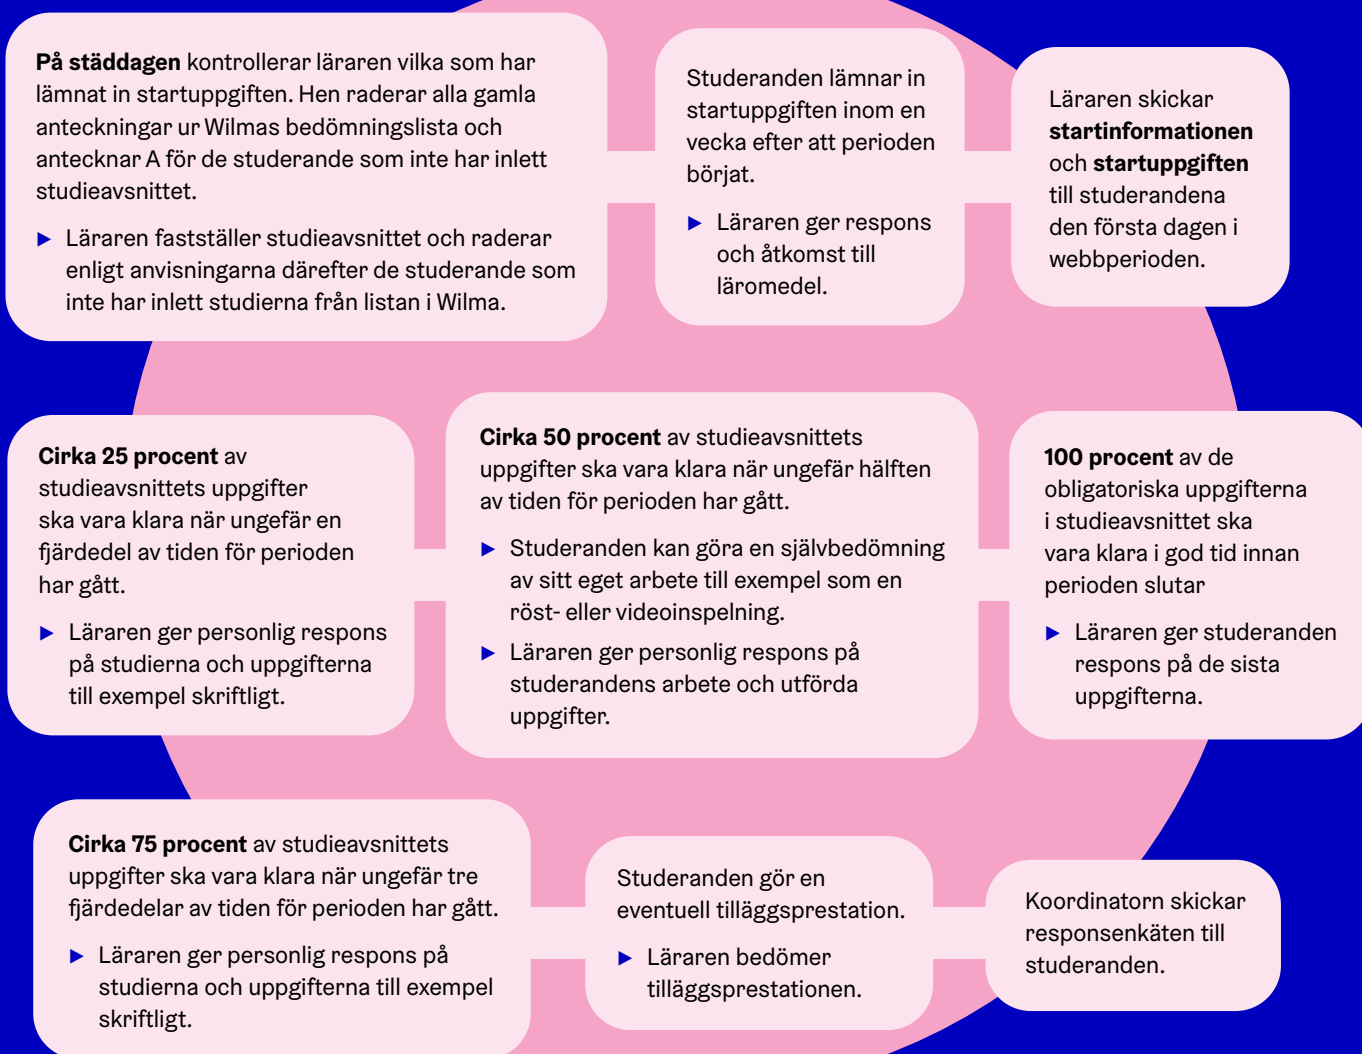 På städdagen kontrollerar läraren vilka som har
lämnat in startuppgiften. Hen raderar alla gamla
anteckningar ur Wilmas bedömningslista och
antecknar A för de studerande som inte har inlett
studieavsnittet.
► Läraren fastställer studieavsnittet och raderar
enligt anvisningarna därefter de studerande som
inte har inlett studierna från listan i Wilma.
Studeranden lämnar in
startuppgiften inom en
vecka efter att perioden
börjat.
► Läraren ger respons
och åtkomst till
läromedel.
Läraren skickar
startinformationen
och startuppgiften
till studerandena
den första dagen i
webbperioden.
Cirka 25 procent av
studieavsnittets uppgifter
ska vara klara när ungefär en
fjärdedel av tiden för perioden
har gått.
► Läraren ger personlig respons
på studierna och uppgifterna
till exempel skriftligt.
Cirka 50 procent av studieavsnittets
uppgifter ska vara klara när ungefär hälften
av tiden för perioden har gått.
► Studeranden kan göra en självbedömning
av sitt eget arbete till exempel som en
röst- eller videoinspelning.
► Läraren ger personlig respons på
studerandens arbete och utförda
uppgifter.
100 procent av de
obligatoriska uppgifterna
i studieavsnittet ska
vara klara i god tid innan
perioden slutar
► Läraren ger studeranden
respons på de sista
uppgifterna.
Cirka 75 procent av studieavsnittets
uppgifter ska vara klara när ungefär tre
fjärdedelar av tiden för perioden har gått.
► Läraren ger personlig respons på
studierna och uppgifterna till exempel
skriftligt.
Studeranden gör en
eventuell tilläggsprestation.
► Läraren bedömer
tilläggsprestationen.
Koordinatorn skickar
responsenkäten till
studeranden.